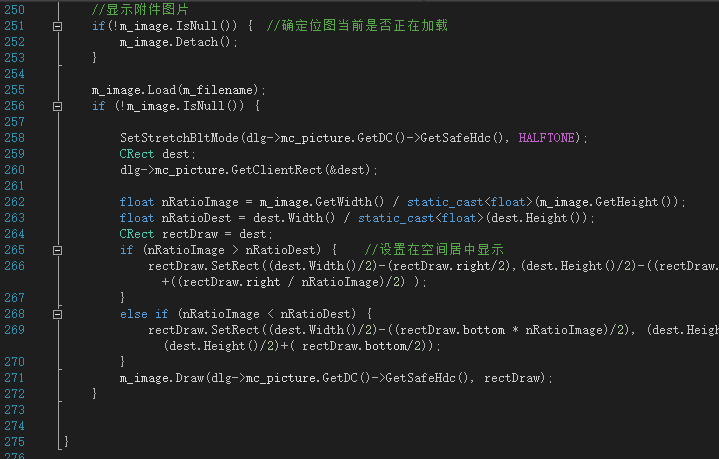 250 //显示附件图片
251 if(!m_image.IsNull()) { //确定位图当前是否正在加载
252 m_image.Detach();
253 }
254
255 m_image.Load(m_filename);
256 if (!m_image.IsNull()) {
257
258 SetStretchBltMode(dlg->mc_picture.GetDC()->GetSafeHdc(), HALFTONE);
259 CRect dest;
260 dlg->mc_picture.GetClientRect(&dest);
261
262 float nRatioImage = m_image.GetWidth() / static_cast<float>(m_image.GetHeight());
263 float nRatioDest = dest.Width() / static_cast<float>(dest.Height());
264 CRect rectDraw = dest;
265 if (nRatioImage > nRatioDest) { //设置在空间居中显示
266 rectDraw.SetRect((dest.Width()/2)-(rectDraw.right/2),(dest.Height()/2)-((rectDraw.
+((rectDraw.right / nRatioImage)/2) );
267 }
268 else if (nRatioImage < nRatioDest) {
269 rectDraw.SetRect((dest.Width()/2)-((rectDraw.bottom * nRatioImage)/2), (dest.Heig
(dest.Height()/2)+( rectDraw.bottom/2));
270 }
271 m_image.Draw(dlg->mc_picture.GetDC()->GetSafeHdc(), rectDraw);
272 }
273
274
275 }
276